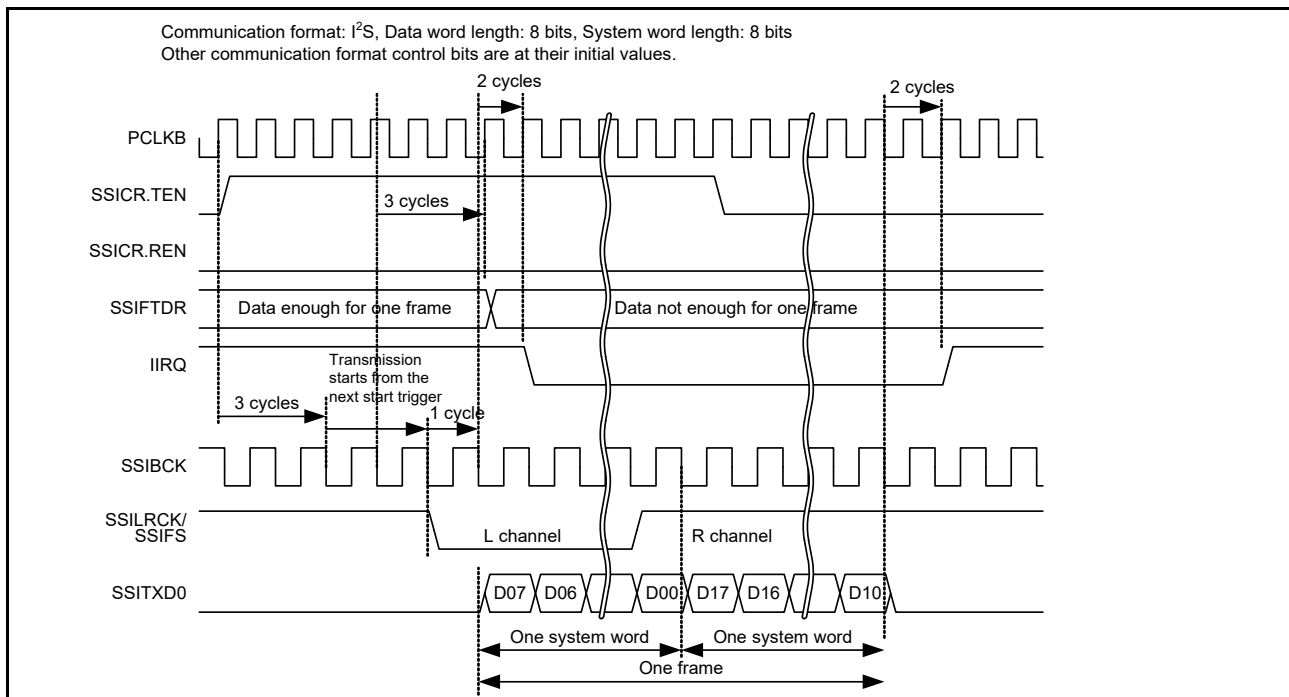 Communication format: I²S, Data word length: 8 bits, System word length: 8 bits
Other communication format control bits are at their initial values.
2 cycles
2 cycles
PCLKB
SSICR.TEN
3 cycles
SSICR.REN
SSIFTDR
Data enough for one frame
Data not enough for one frame
IIRQ
Transmission
starts from the
next start trigger
3 cycles
1 cycle
SSIBCK
SSILRCK/
SSIFS
L channel
R channel
SSITXD0
D07
D06
D00
D17
D16
D10
One system word
One system word
One frame